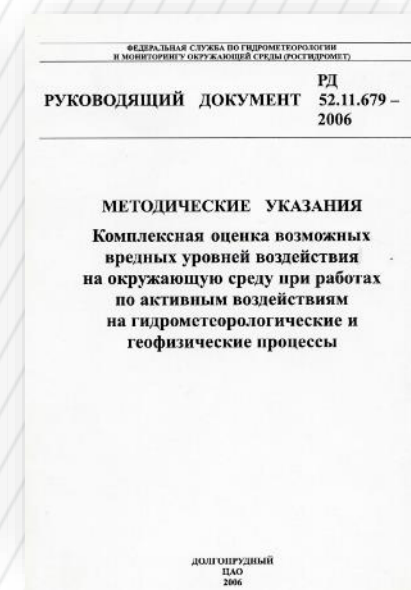 ФЕДЕРАЛЬНАЯ СЛУЖБА ПО ГИДРОМЕТЕОРОЛОГИИ
И МОНИТОРИНГУ ОКРУЖАЮЩЕЙ СРЕДЫ (РОСГИДРОМЕТ)
РУКОВОДЯЩИЙ ДОКУМЕНТ РД
52.11.679 –
2006
МЕТОДИЧЕСКИЕ УКАЗАНИЯ
Комплексная оценка возможных
вредных уровней воздействия
на окружающую среду при работах
по активным воздействиям
на гидрометеорологические и
геофизические процессы
ДОЛГОПРУДНЫЙ
ЦАО
2006